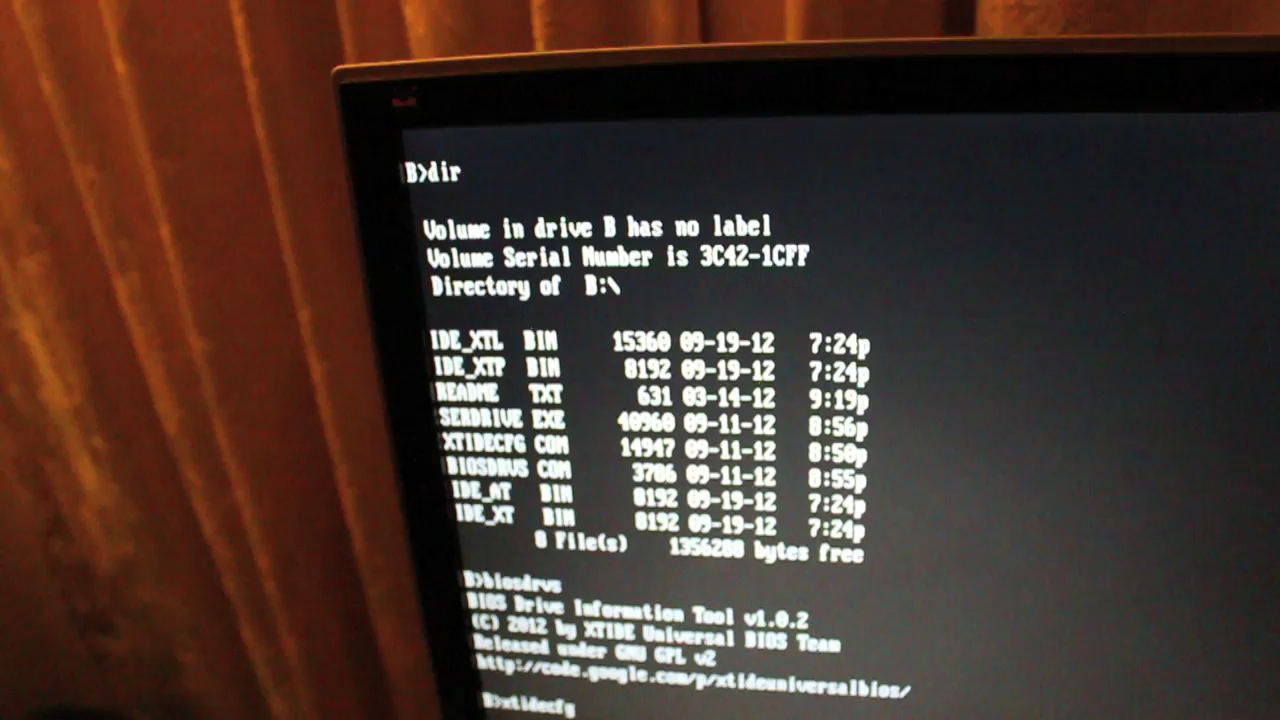 B>dir
Volume in drive B has no label
Volume Serial Number is 3C42-1CFF
Directory of B:\
IDE_XTL BIN 15360 09-19-12 7:24p
IDE_XTP BIN 8192 09-19-12 7:24p
README TXT 631 03-14-12 9:19p
SERDRIVE EXE 40960 09-11-12 8:56p
XTIDECFG COM 14947 09-11-12 8:50p
BIOSDRVS COM 3786 09-11-12 8:55p
IDE_AT BIN 8192 09-19-12 7:24p
IDE_XT BIN 8192 09-19-12 7:24p
8 File(s) 1356288 bytes free
B>biosdrvs
BIOS Drive Information Tool v1.0.2
(C) 2012 by XTIDE Universal BIOS Team
Released under GNU GPL v2
http://code.google.com/p/xtideuniversalbios/
B>xtidecfg